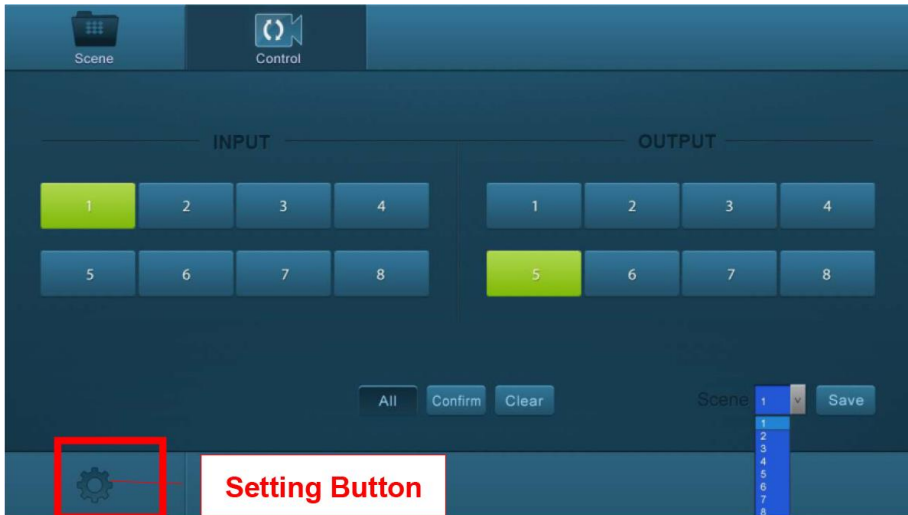 Scene
Control
INPUT
OUTPUT
1 2 3 4
1 2 3 4
5 6 7 8
5 6 7 8
All Confirm Clear
Scene 1 v Save
1
2
3
4
5
6
7
8
Setting Button